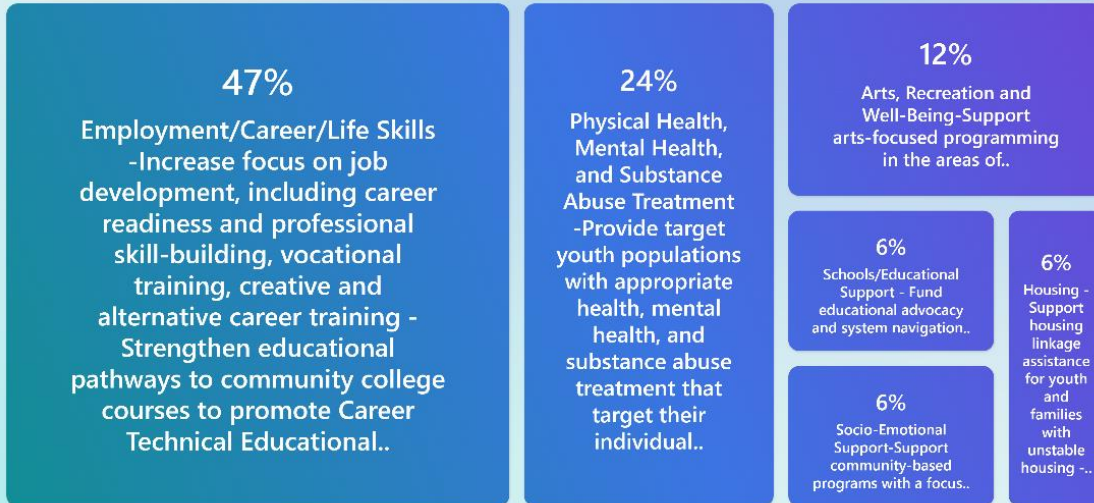 47%
Employment/Career/Life Skills
-Increase focus on job
development, including career
readiness and professional
skill-building, vocational
training, creative and
alternative career training -
Strengthen educational
pathways to community college
courses to promote Career
Technical Educational..
24%
Physical Health,
Mental Health,
and Substance
Abuse Treatment
-Provide target
youth populations
with appropriate
health, mental
health, and
substance abuse
treatment that
target their
individual..
12%
Arts, Recreation and
Well-Being-Support
arts-focused programming
in the areas of..
6%
Schools/Educational
Support - Fund
educational advocacy
and system navigation..
6%
Socio-Emotional
Support-Support
community-based
programs with a focus..
6%
Housing -
Support
housing
linkage
assistance
for youth
and
families
with
unstable
housing -..